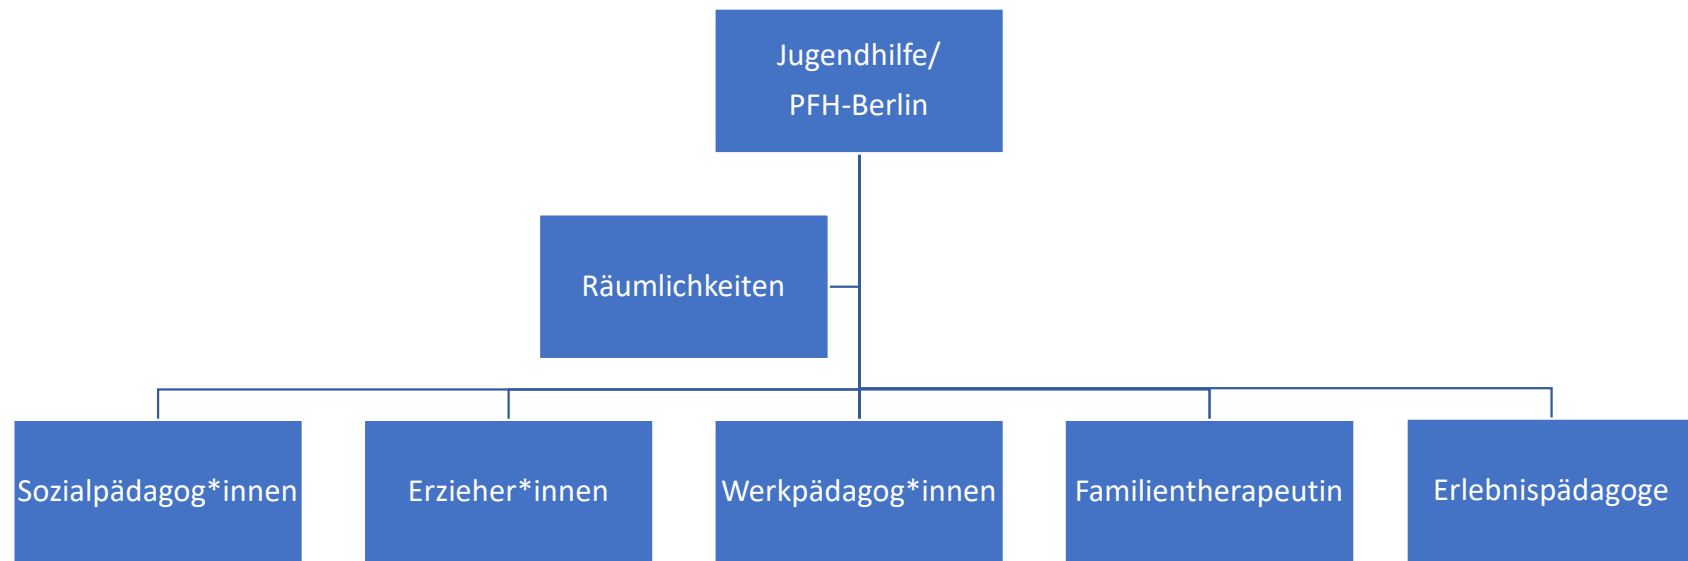 Jugendhilfe/
PFH-Berlin
Räumlichkeiten
Sozialpädagog*innen
Erzieher*innen
Werkpädagog*innen
Familientherapeutin
Erlebnispädagoge